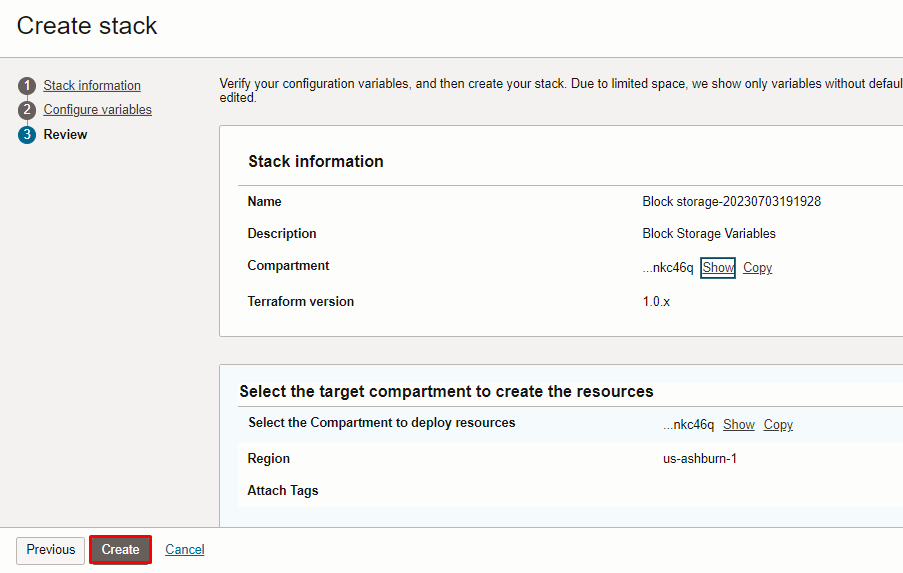 Create stack
1 Stack information
2 Configure variables
3 Review
Verify your configuration variables, and then create your stack. Due to limited space, we show only variables without defaul
edited.
Stack information
Name Block storage-20230703191928
Description Block Storage Variables
Compartment ...nkc46q Show Copy
Terraform version 1.0.x
Select the target compartment to create the resources
Select the Compartment to deploy resources ...nkc46q Show Copy
Region us-ashburn-1
Attach Tags
Previous Create Cancel